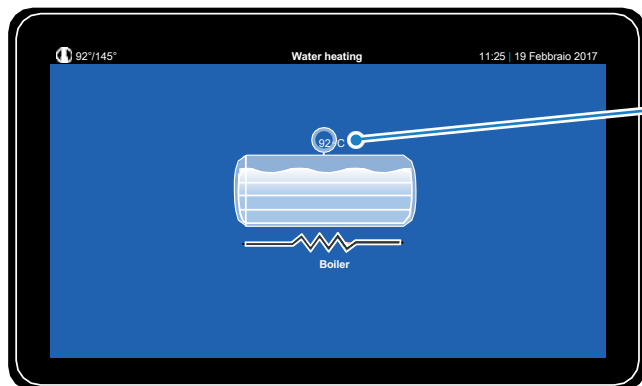 92°/145°
Water heating
11:25 | 19 Febbraio 2017
92°C
Boiler